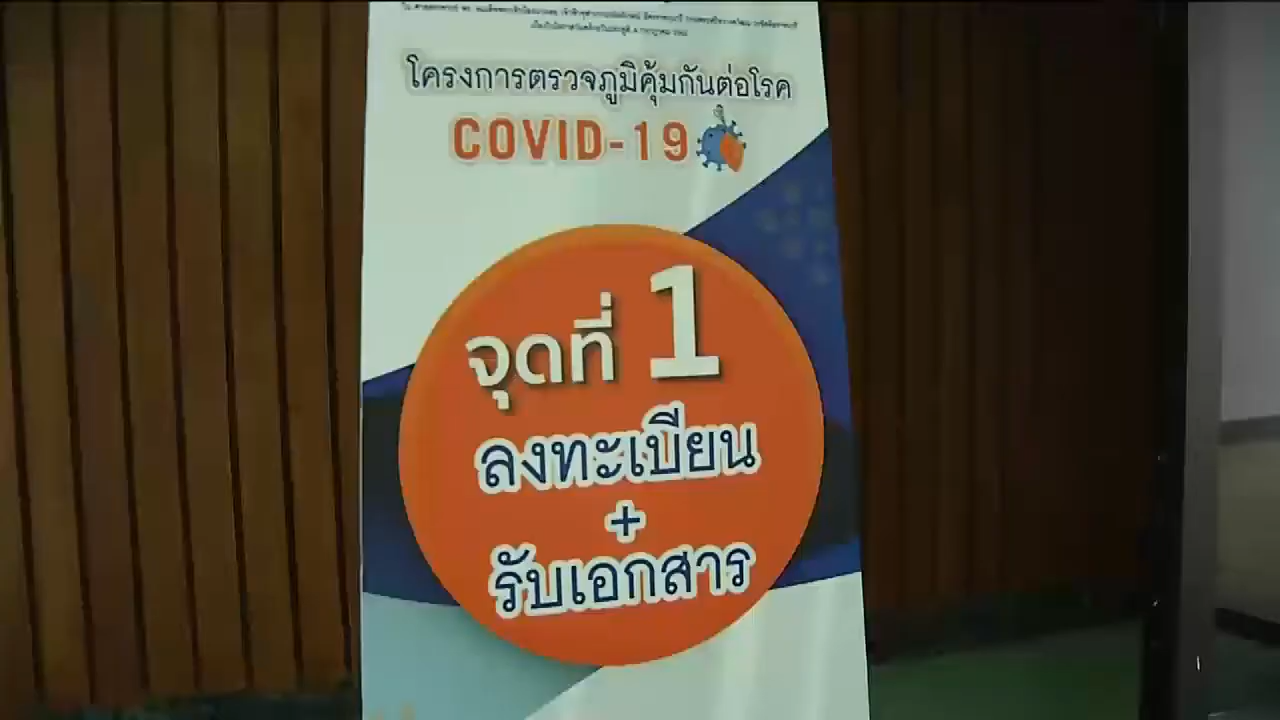 โครงการตรวจภูมิคุ้มกันต่อโรค
COVID-19
จุดที่ 1
ลงทะเบียน
+
รับเอกสาร